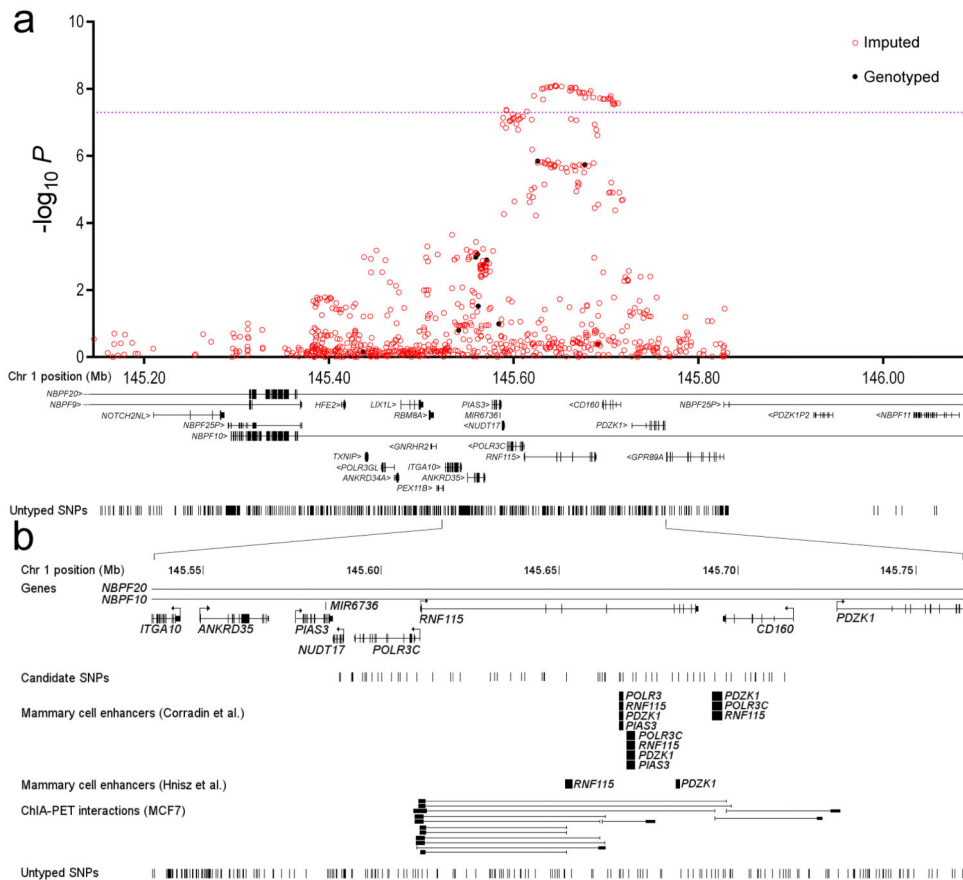 a
10
8
6
4
2
0
-log10 P
Imputed
Genotyped
Chr 1 position (Mb)
145.20
145.40
145.60
145.80
146.00
NBPF20>
NBPF9>
HFE2>
LIX1L>
PIAS3>
<CD160
NBPF25P>
NOTCH2NL>
RBM8A>
MIR6736
<PDZK1P2
<NBPF11
NBPF25P>
<NUDT17
PDZK1>
NBPF10>
<GNRHR2
<POLR3C
TXNIP>
RNF115>
<GPR89A
<POLR3GL
ITGA10>
ANKRD34A>
ANKRD35>
PEX11B>
Untyped SNPs
b
Chr 1 position (Mb)
145.55
145.60
145.65
145.70
145.75
Genes
NBPF20
NBPF10
MIR6736
ITGA10
ANKRD35
PIAS3
RNF115
CD160
PDZK1
NUDT17
POLR3C
Candidate SNPs
Mammary cell enhancers (Corradin et al.)
POLR3
RNF115
PDZK1
PIAS3
POLR3C
RNF115
PDZK1
PIAS3
PDZK1
POLR3C
RNF115
Mammary cell enhancers (Hnisz et al.)
RNF115
PDZK1
ChIA-PET interactions (MCF7)
Untyped SNPs